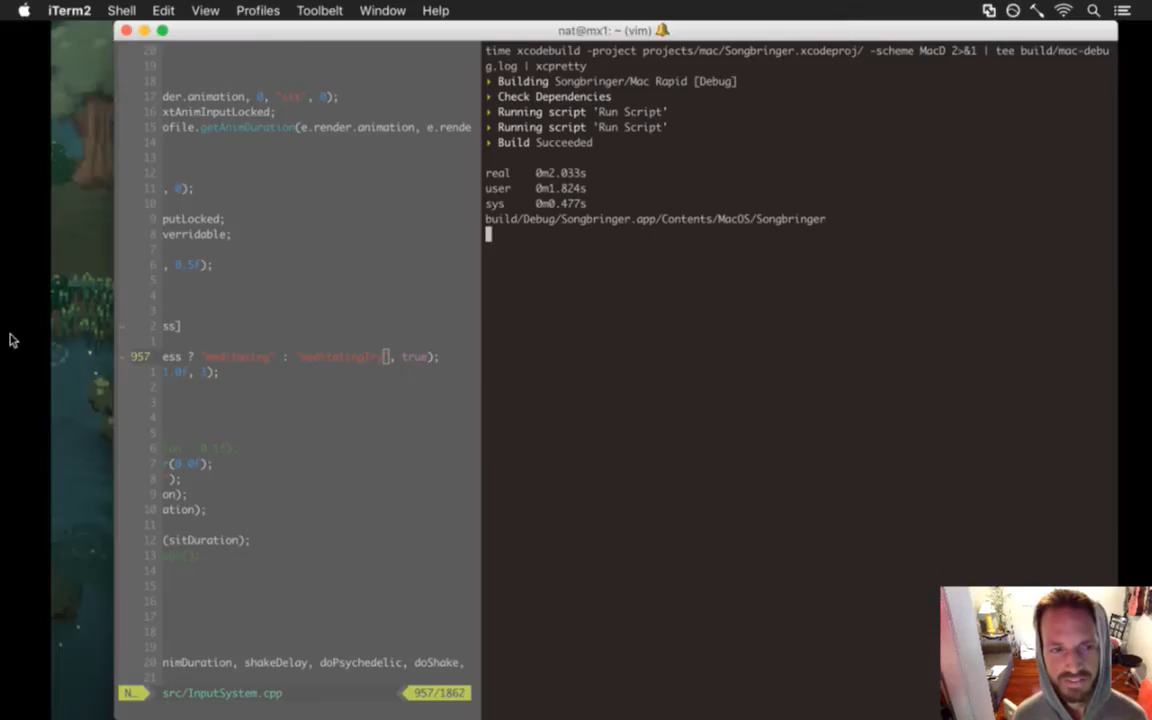 iTerm2 Shell Edit View Profiles Toolbelt Window Help
nat@mx1: ~ (vim)
20
19
18
17 der.animation, 0, "sit", 0);
16 xtAnimInputLocked;
15 ofile.getAnimDuration(e.render.animation, e.rende
14
13
12
11 , 0);
10
9 putLocked;
8 verridable;
7
6 , 0.5f);
5
4
3
2 ss]
1
957 ess ? "meditating" : "meditatingTry", true);
1 1.0f, 3);
2
3
4
5
6
7 r(0.0f);
8 ");
9 on);
10 ation);
11
12 (sitDuration);
13
14
15
16
17
18
19
20 nimDuration, shakeDelay, doPsychedelic, doShake,
21
N… src/InputSystem.cpp 957/1862
time xcodebuild -project projects/mac/Songbringer.xcodeproj/ -scheme MacD 2>&1 | tee build/mac-debu
g.log | xcpretty
▸ Building Songbringer/Mac Rapid [Debug]
▸ Check Dependencies
▸ Running script 'Run Script'
▸ Running script 'Run Script'
▸ Build Succeeded
real 0m2.033s
user 0m1.824s
sys 0m0.477s
build/Debug/Songbringer.app/Contents/MacOS/Songbringer